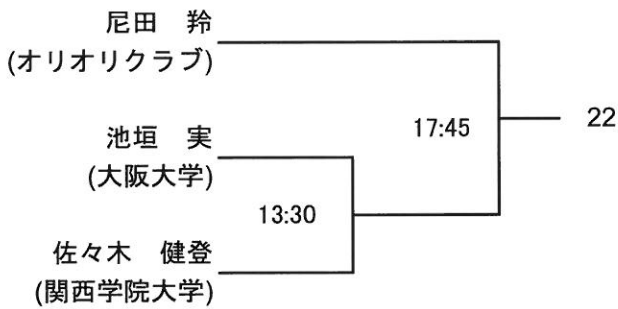 尼田　羚
(オリオリクラブ)
17:45
22
池垣　実
(大阪大学)
13:30
佐々木　健登
(関西学院大学)